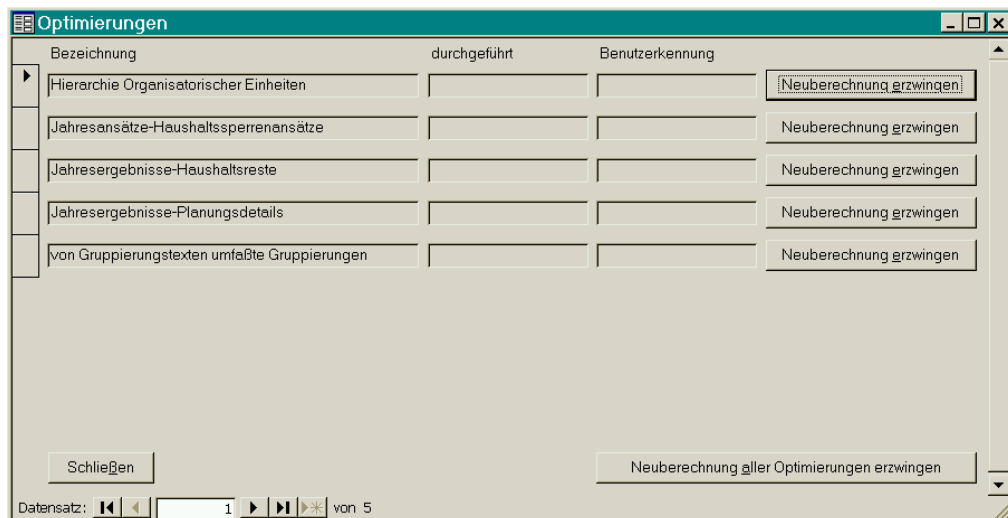 Optimierungen
Bezeichnung durchgeführt Benutzerkennung
Hierarchie Organisatorischer Einheiten Neuberechnung erzwingen
Jahresansätze-Haushaltssperrenansätze Neuberechnung erzwingen
Jahresergebnisse-Haushaltsreste Neuberechnung erzwingen
Jahresergebnisse-Planungsdetails Neuberechnung erzwingen
von Gruppierungstexten umfaßte Gruppierungen Neuberechnung erzwingen
Schließen Neuberechnung aller Optimierungen erzwingen
Datensatz: 1 von 5